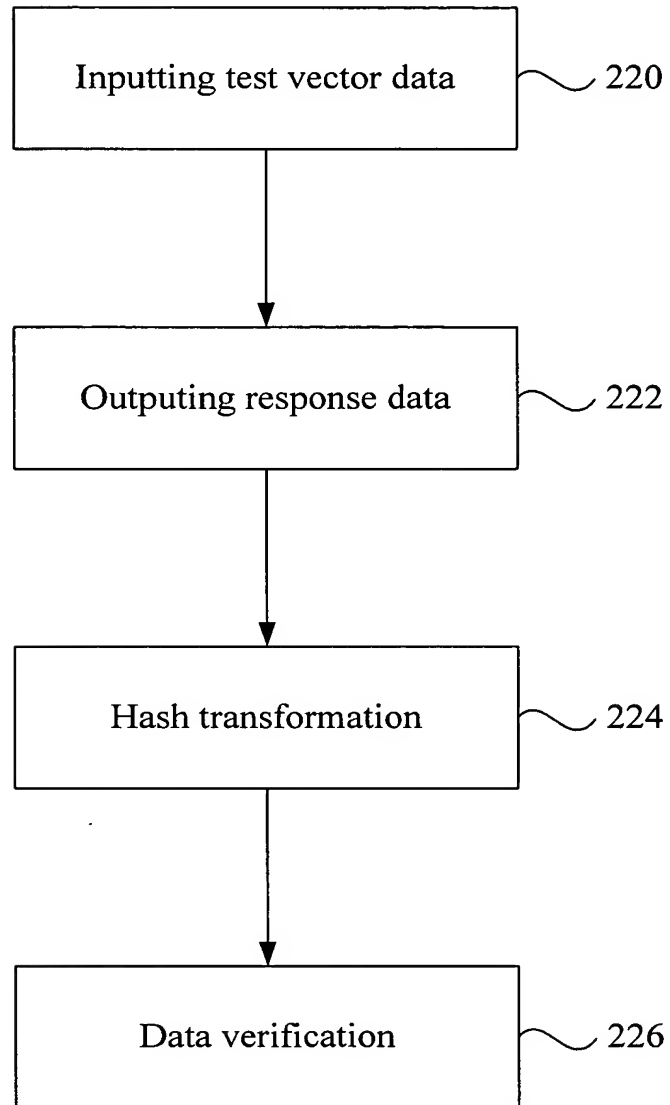 Inputting test vector data 220
Outputing response data 222
Hash transformation 224
Data verification 226